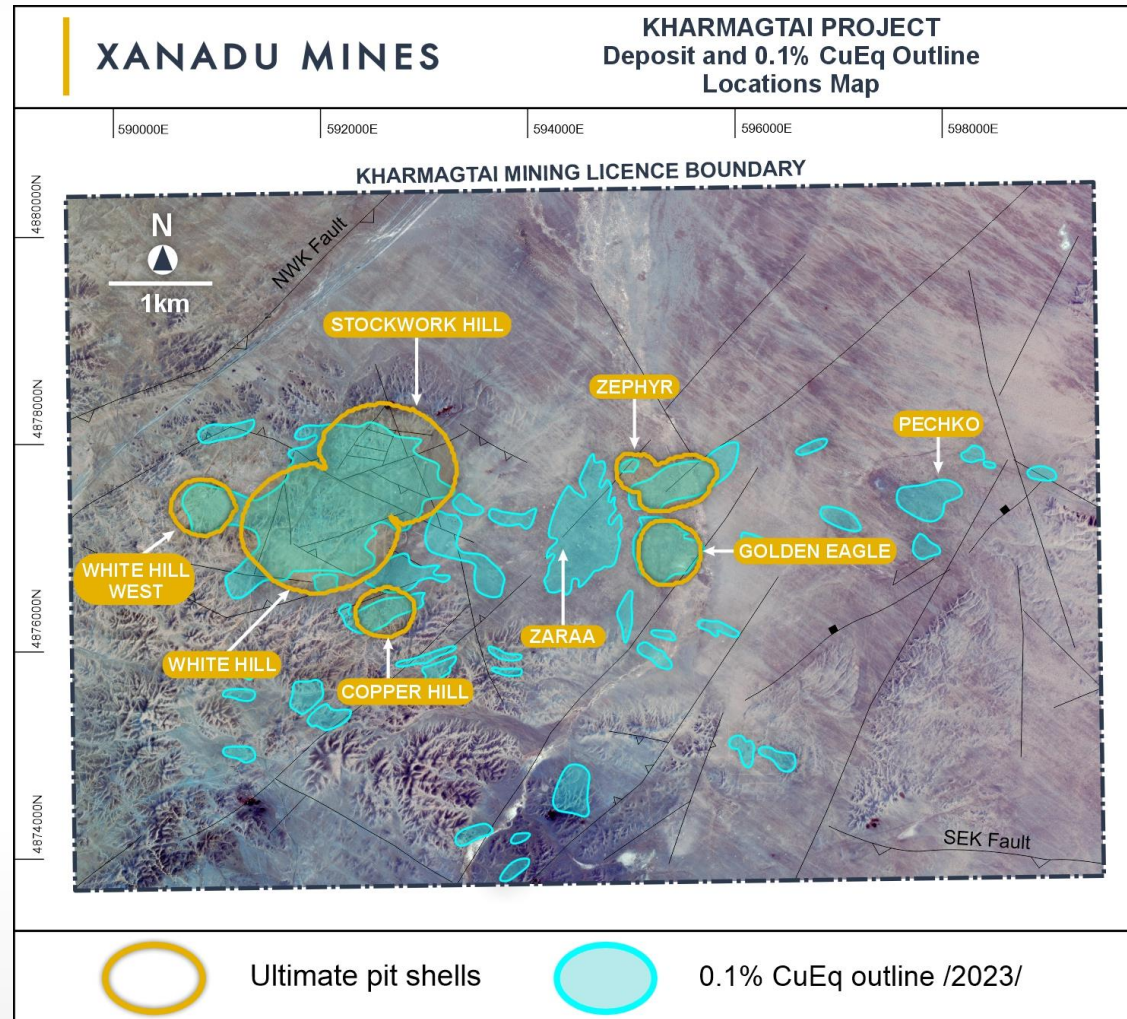 XANADU MINES
KHARMAGTAI PROJECT
Deposit and 0.1% CuEq Outline
Locations Map
590000E
592000E
594000E
596000E
598000E
KHARMAGTAI MINING LICENCE BOUNDARY
4880000N
4878000N
4876000N
4874000N
N
1km
NWK Fault
STOCKWORK HILL
ZEPHYR
PECHKO
GOLDEN EAGLE
WHITE HILL
WEST
ZARAA
WHITE HILL
COPPER HILL
SEK Fault
Ultimate pit shells
0.1% CuEq outline /2023/